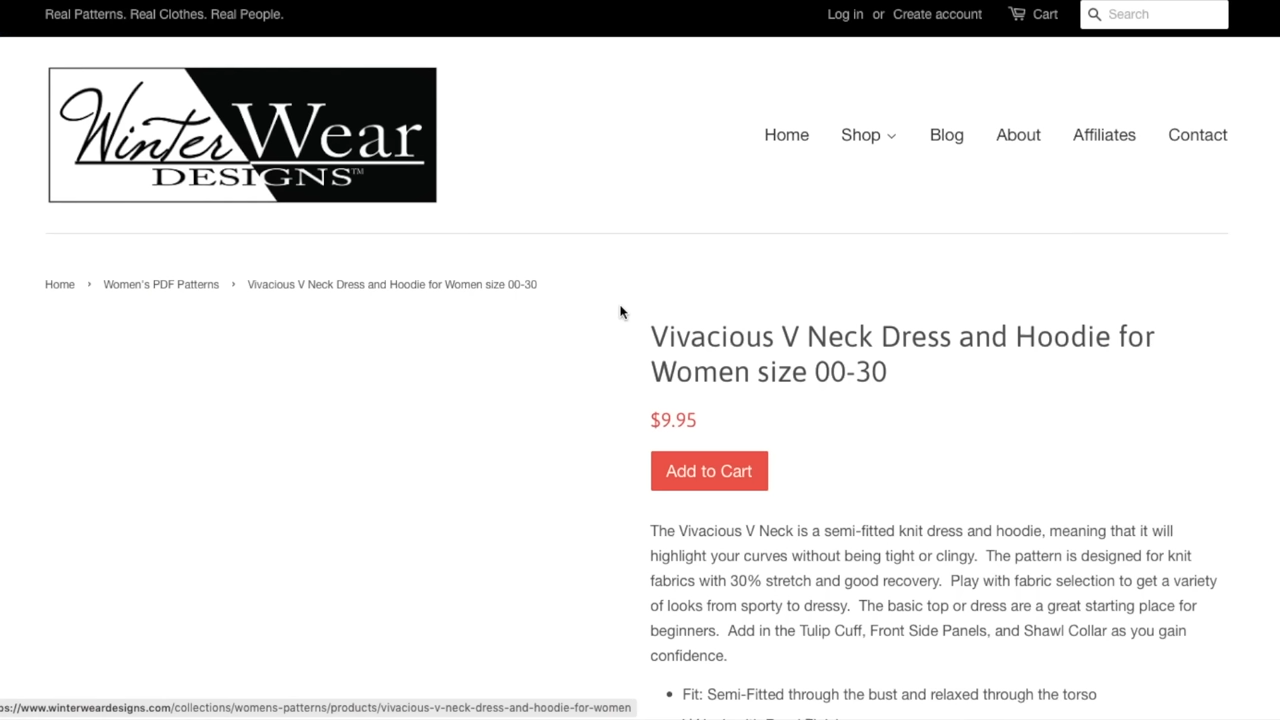 Real Patterns. Real Clothes. Real People.
Log in or Create account Cart Search
Winter Wear
DESIGNS™
Home Shop Blog About Affiliates Contact
Home › Women's PDF Patterns › Vivacious V Neck Dress and Hoodie for Women size 00-30
Vivacious V Neck Dress and Hoodie for
Women size 00-30
$9.95
Add to Cart
The Vivacious V Neck is a semi-fitted knit dress and hoodie, meaning that it will
highlight your curves without being tight or clingy. The pattern is designed for knit
fabrics with 30% stretch and good recovery. Play with fabric selection to get a variety
of looks from sporty to dressy. The basic top or dress are a great starting place for
beginners. Add in the Tulip Cuff, Front Side Panels, and Shawl Collar as you gain
confidence.
• Fit: Semi-Fitted through the bust and relaxed through the torso
ps://www.winterweardesigns.com/collections/womens-patterns/products/vivacious-v-neck-dress-and-hoodie-for-women